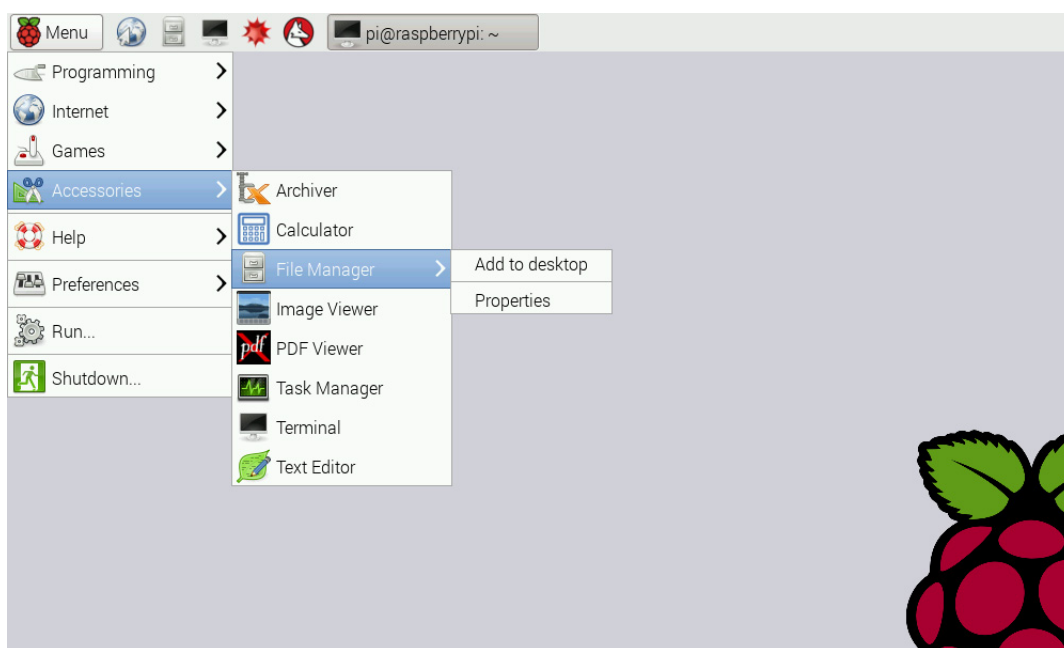 Menu
pi@raspberrypi: ~
Programming
Internet
Games
Accessories
Help
Preferences
Run...
Shutdown...
Archiver
Calculator
File Manager
Image Viewer
pdf
PDF Viewer
Task Manager
Terminal
Text Editor
Add to desktop
Properties